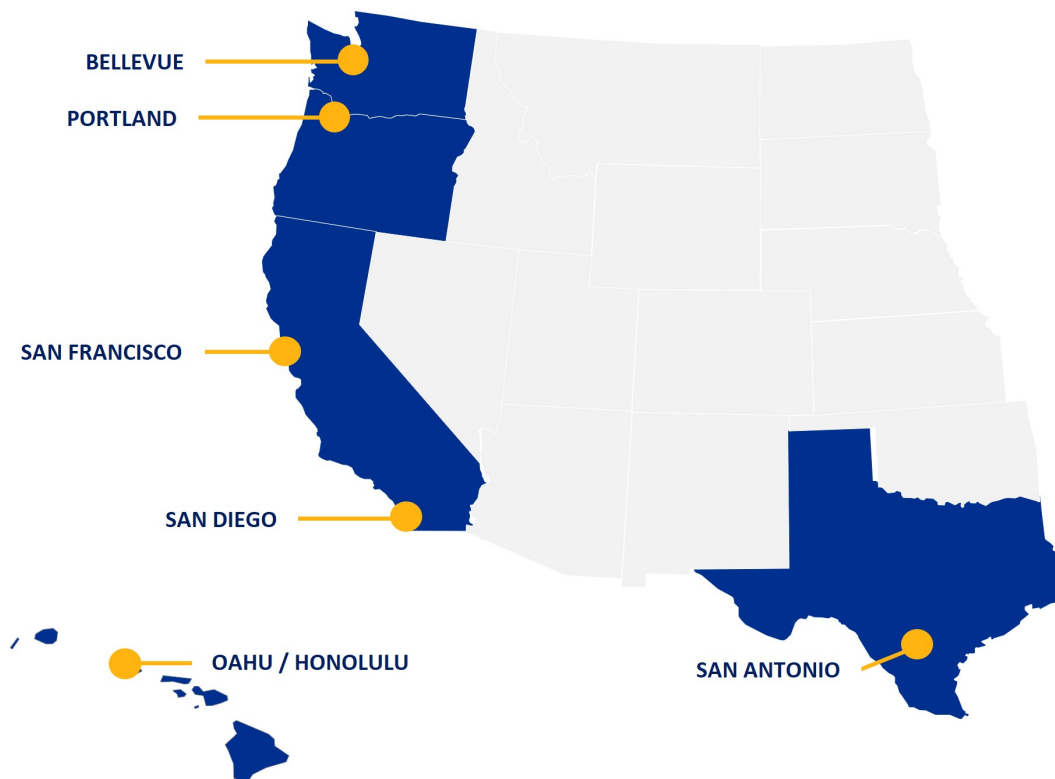 BELLEVUE
PORTLAND
SAN FRANCISCO
SAN DIEGO
OAHU / HONOLULU
SAN ANTONIO